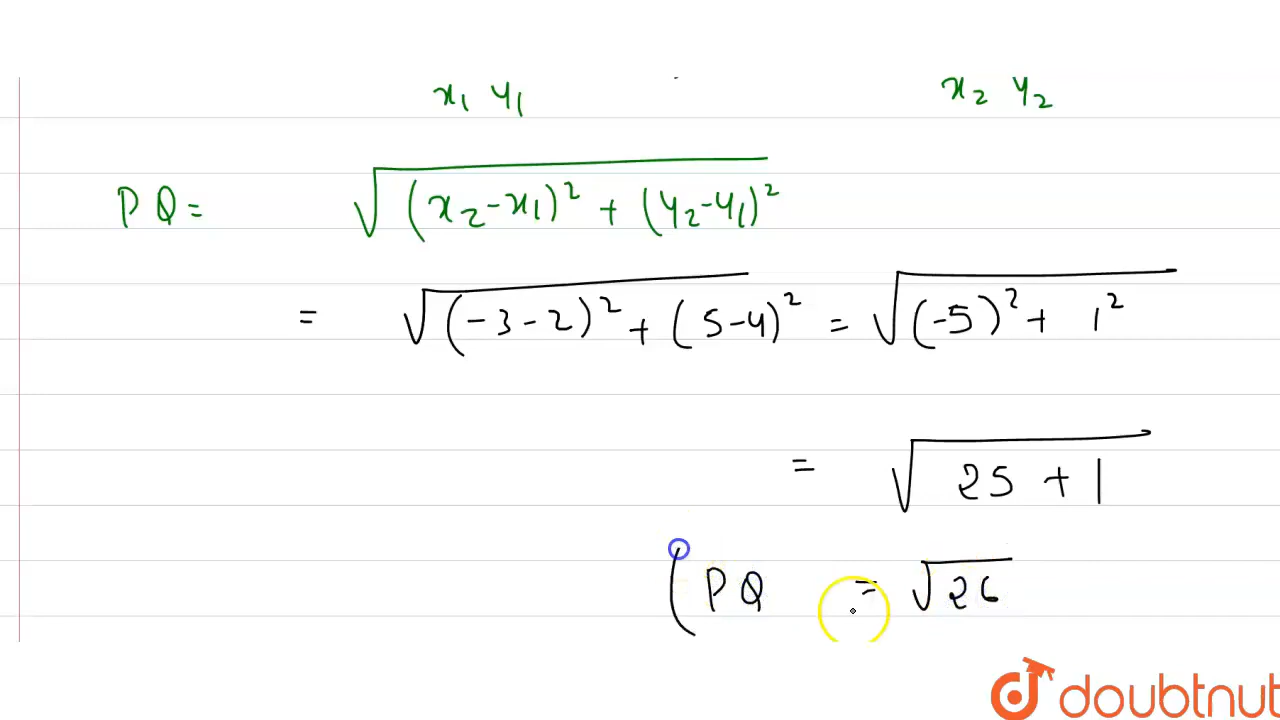 x₁ y₁ x₂ y₂
PQ = √((x₂-x₁)² + (y₂-y₁)²)
= √((-3-2)² + (5-4)²) = √((-5)² + 1²)
= √(25 + 1)
(PQ = √26
doubtnut